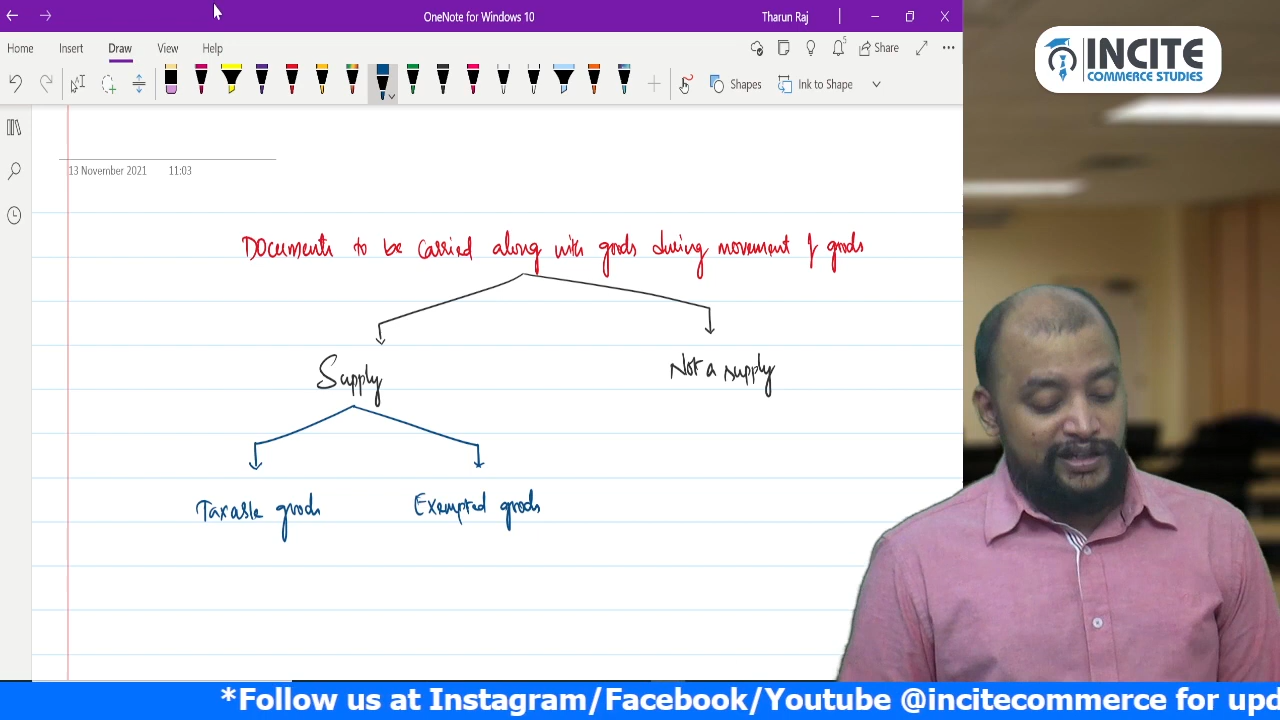 OneNote for Windows 10
Tharun Raj
Home Insert Draw View Help
5
Share
Shapes
Ink to Shape
INCITE
COMMERCE STUDIES
13 November 2021 11:03
Documents to be carried along with goods during movement of goods
Supply
Not a supply
Taxable goods
Exempted goods
*Follow us at Instagram/Facebook/Youtube @incitecommerce for upd